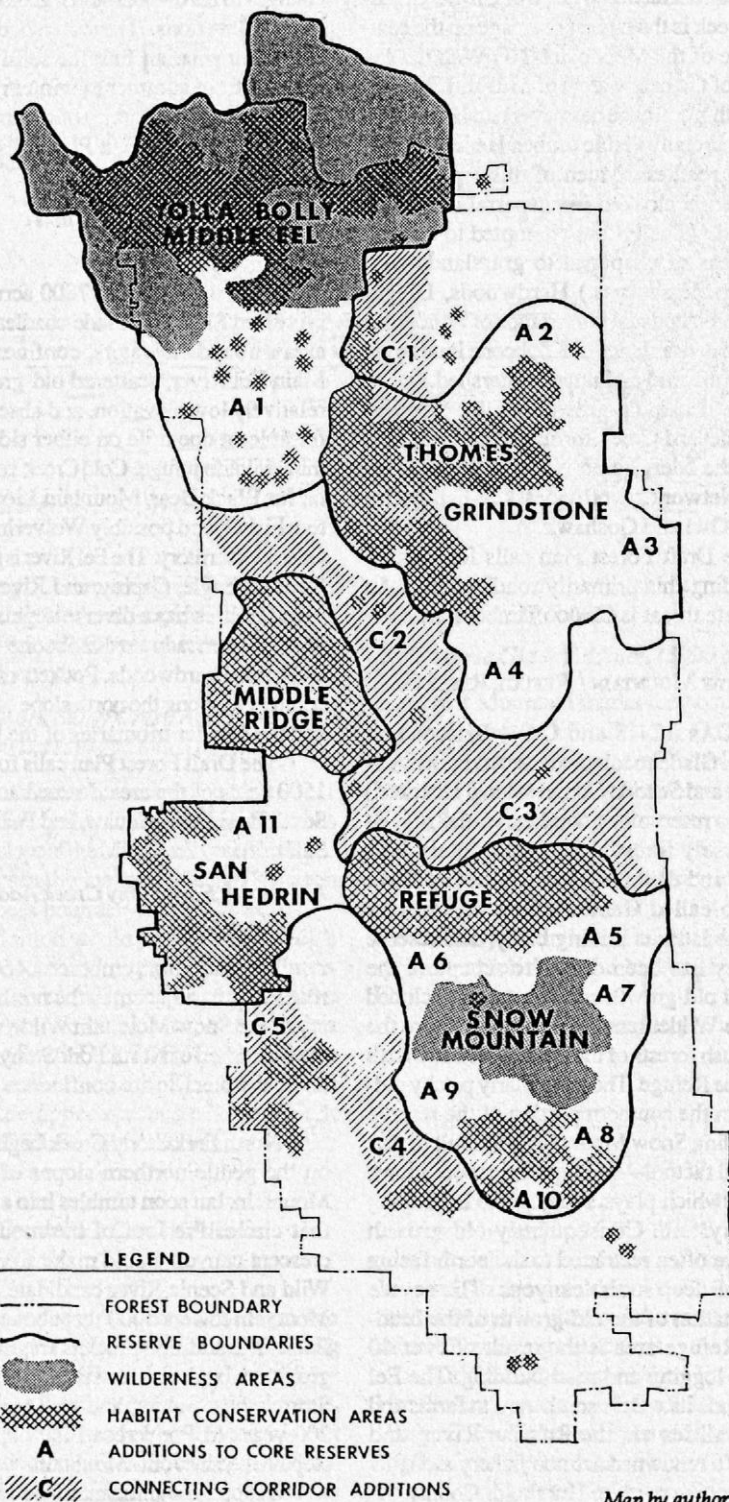 YOLLA BOLLY
MIDDLE EEL
C 1
A 2
A 1
THOMES
GRINDSTONE
A 3
C 2
A 4
MIDDLE
RIDGE
C 3
A 11
SAN
HEDRIN
REFUGE
A 5
A 6
A 7
C 5
SNOW
MOUNTAIN
A 9
A 8
C 4
A 10
LEGEND
FOREST BOUNDARY
RESERVE BOUNDARIES
WILDERNESS AREAS
HABITAT CONSERVATION AREAS
A ADDITIONS TO CORE RESERVES
C CONNECTING CORRIDOR ADDITIONS
Map by author